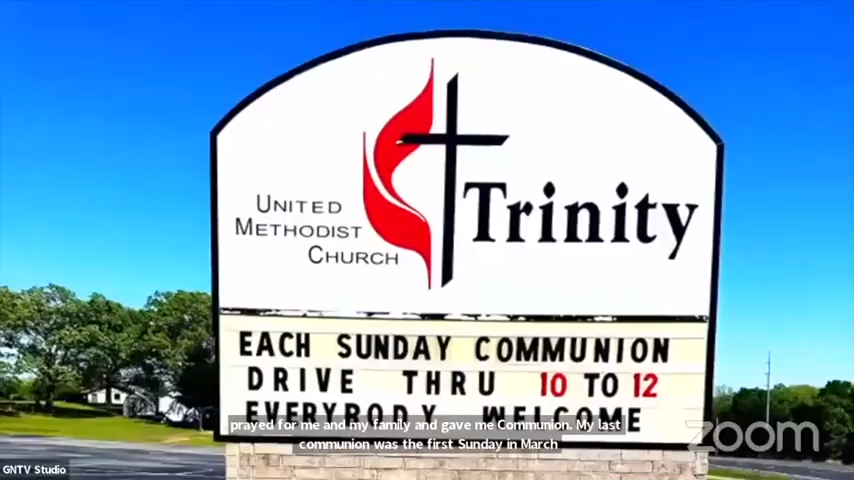 UNITED
METHODIST
CHURCH
Trinity
EACH SUNDAY COMMUNION
DRIVE THRU 10 TO 12
EVERYBODY WELCOME
prayed for me and my family and gave me Communion. My last
communion was the first Sunday in March
zoom
GNTV Studio